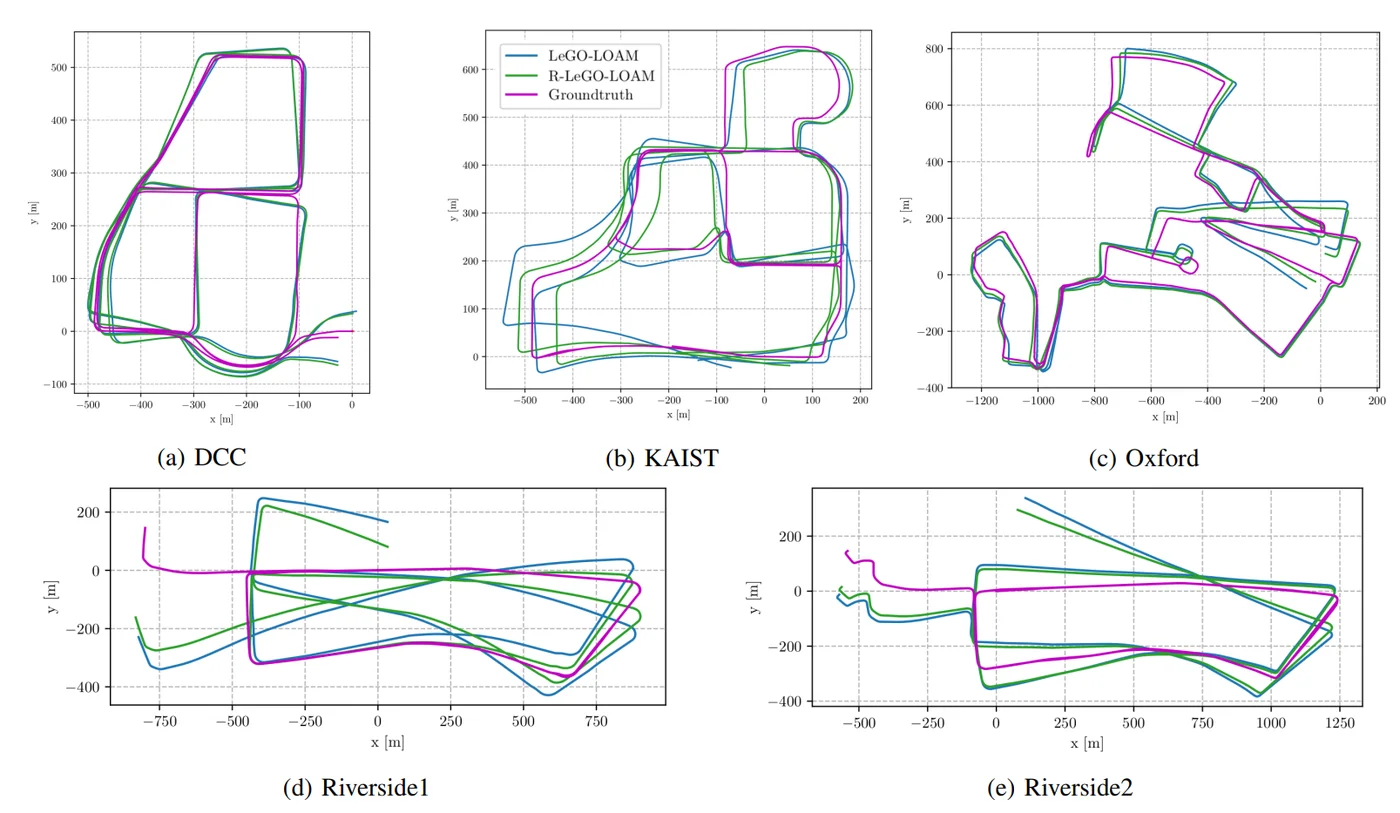 500
400
300
200
100
0
−100
y [m]
−500 −400 −300 −200 −100 0
x [m]
(a) DCC
LeGO-LOAM
R-LeGO-LOAM
Groundtruth
600
500
400
300
200
100
0
y [m]
−500 −400 −300 −200 −100 0 100 200
x [m]
(b) KAIST
800
600
400
200
0
−200
−400
y [m]
−1200 −1000 −800 −600 −400 −200 0 200
x [m]
(c) Oxford
200
0
−200
−400
y [m]
−750 −500 −250 0 250 500 750
x [m]
(d) Riverside1
200
0
−200
−400
y [m]
−500 −250 0 250 500 750 1000 1250
x [m]
(e) Riverside2